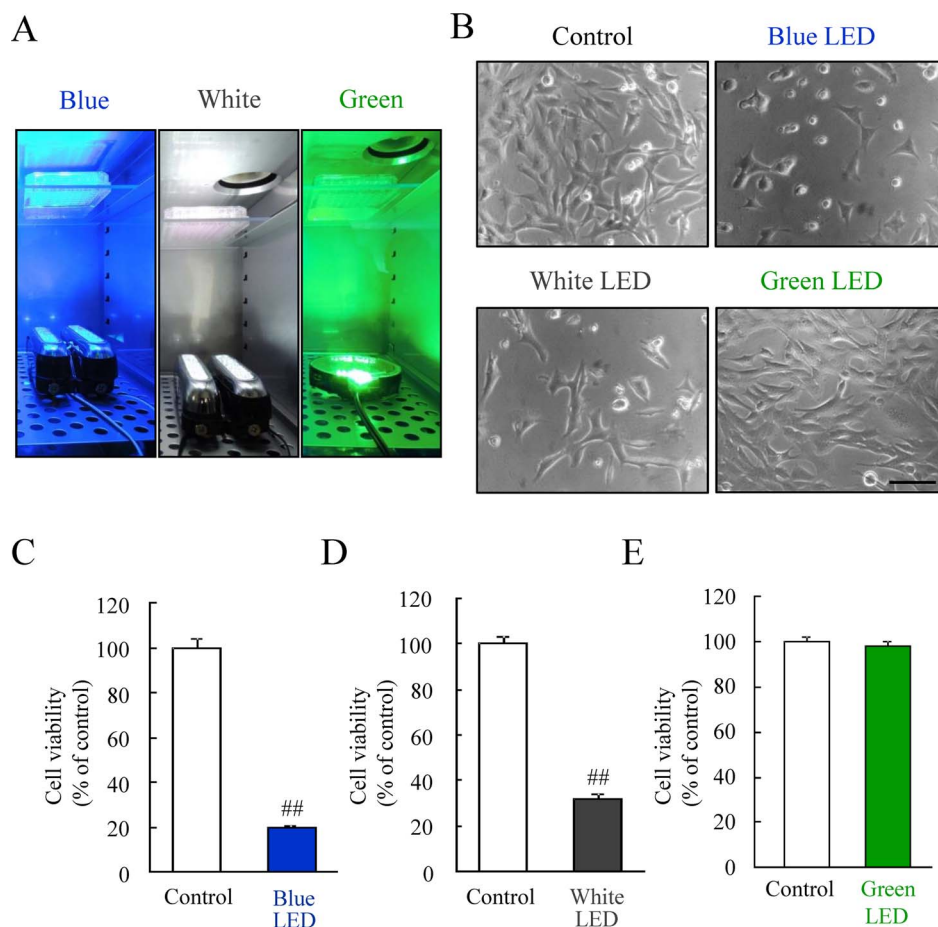 A
Blue
White
Green
B
Control
Blue LED
White LED
Green LED
C
Cell viability
(% of control)
120
100
80
60
40
20
0
##
Control
Blue
LED
D
Cell viability
(% of control)
120
100
80
60
40
20
0
##
Control
White
LED
E
Cell viability
(% of control)
120
100
80
60
40
20
0
Control
Green
LED